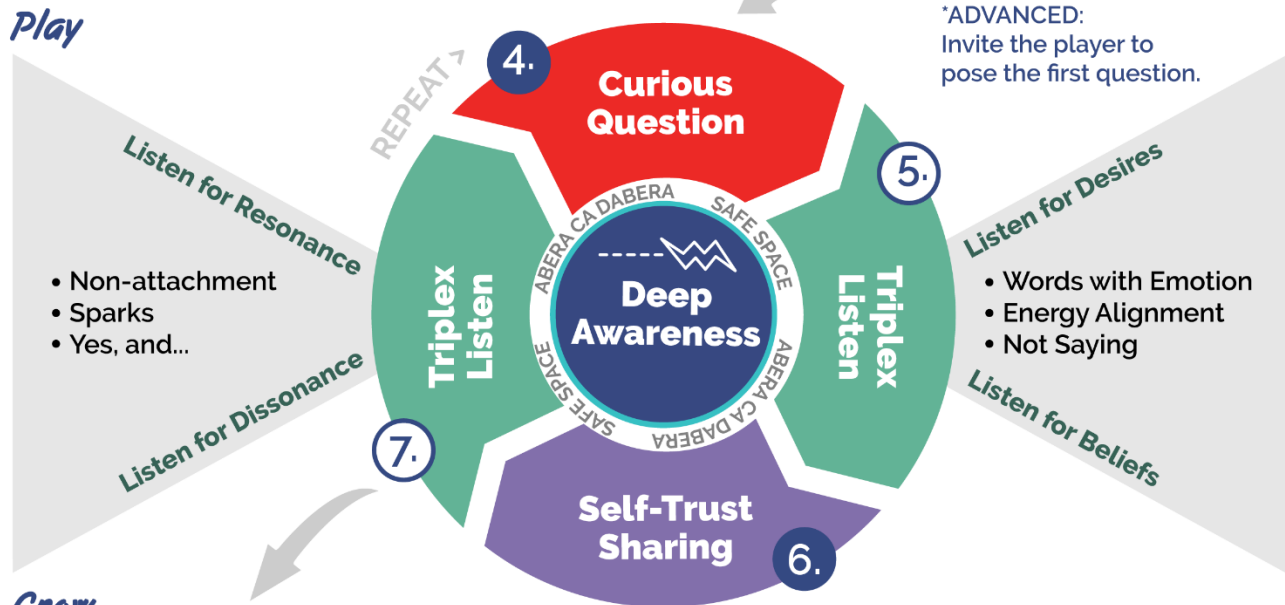 Play
*ADVANCED:
Invite the player to
pose the first question.
REPEAT >
4.
Curious
Question
5.
Triplex
Listen
Listen for Desires
• Words with Emotion
• Energy Alignment
• Not Saying
Listen for Beliefs
ABERA CA DABERA
SAFE SPACE
Deep
Awareness
ABERA CA DABERA
SAFE SPACE
6.
Self-Trust
Sharing
7.
Triplex
Listen
Listen for Resonance
• Non-attachment
• Sparks
• Yes, and...
Listen for Dissonance